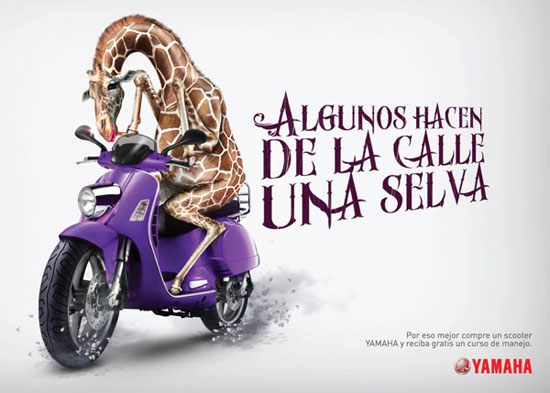 ALGUNOS HACEN
DE LA CALLE
UNA SELVA
Por eso mejor compre un scooter
YAMAHA y reciba gratis un curso de manejo.
YAMAHA